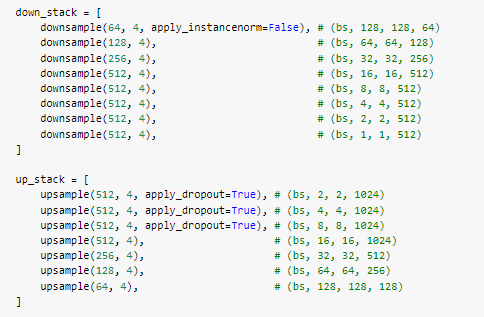 down_stack = [
    downsample(64, 4, apply_instancenorm=False), # (bs, 128, 128, 64)
    downsample(128, 4),                          # (bs, 64, 64, 128)
    downsample(256, 4),                          # (bs, 32, 32, 256)
    downsample(512, 4),                          # (bs, 16, 16, 512)
    downsample(512, 4),                          # (bs, 8, 8, 512)
    downsample(512, 4),                          # (bs, 4, 4, 512)
    downsample(512, 4),                          # (bs, 2, 2, 512)
    downsample(512, 4),                          # (bs, 1, 1, 512)
]
up_stack = [
    upsample(512, 4, apply_dropout=True), # (bs, 2, 2, 1024)
    upsample(512, 4, apply_dropout=True), # (bs, 4, 4, 1024)
    upsample(512, 4, apply_dropout=True), # (bs, 8, 8, 1024)
    upsample(512, 4),                     # (bs, 16, 16, 1024)
    upsample(256, 4),                     # (bs, 32, 32, 512)
    upsample(128, 4),                     # (bs, 64, 64, 256)
    upsample(64, 4),                      # (bs, 128, 128, 128)
]